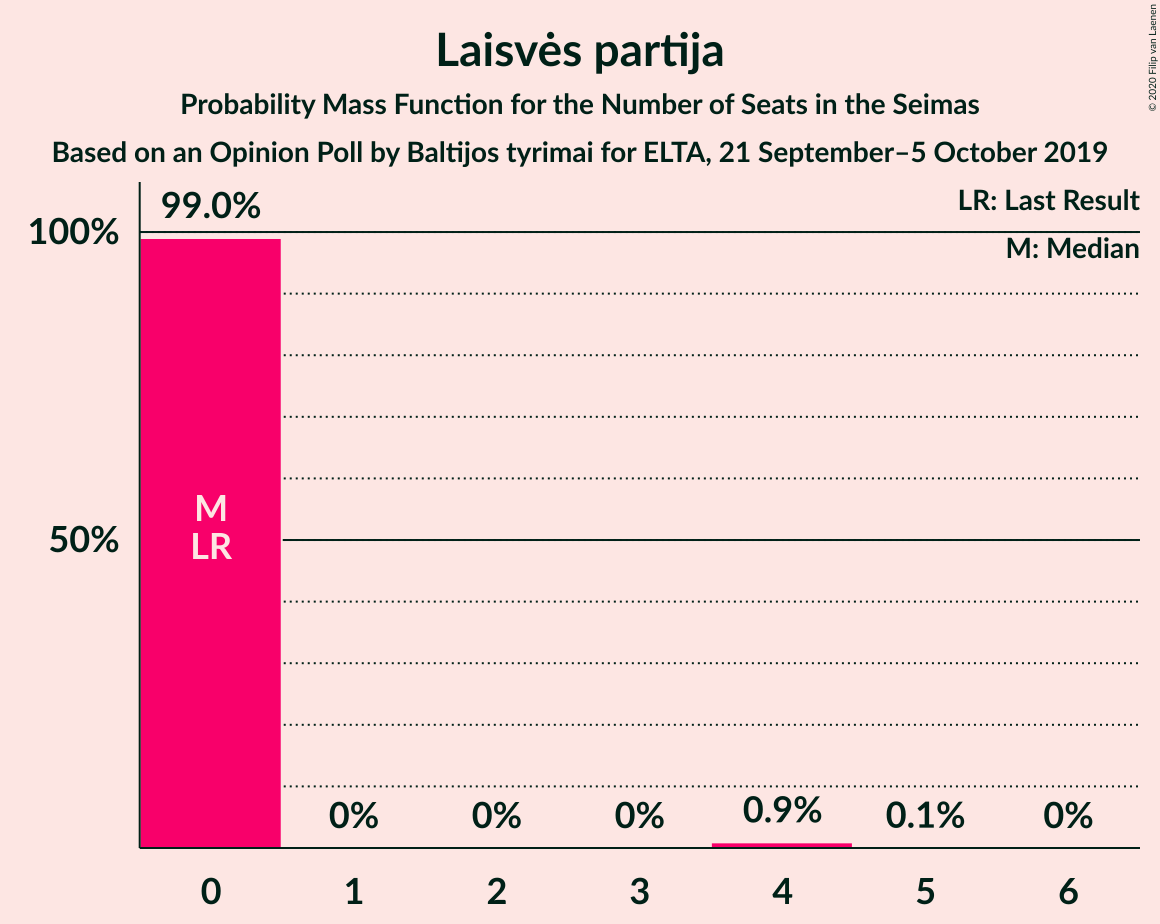 Laisvės partija
Probability Mass Function for the Number of Seats in the Seimas
Based on an Opinion Poll by Baltijos tyrimai for ELTA, 21 September–5 October 2019
© 2020 Filip van Laenen
LR: Last Result
M: Median
100%
50%
99.0%
M
LR
0%
0%
0%
0.9%
0.1%
0%
0
1
2
3
4
5
6